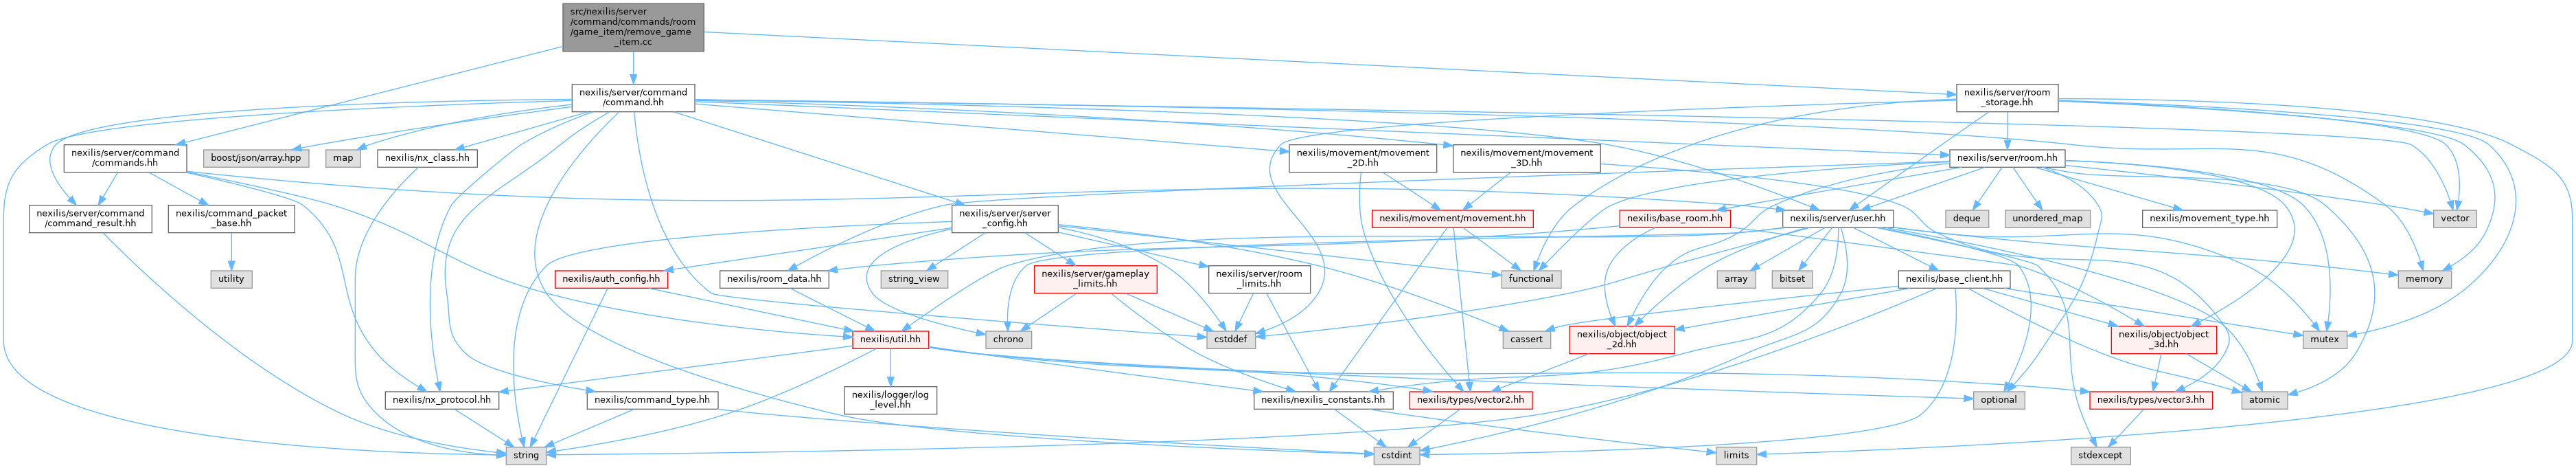 src/nexilis/server
/command/commands/room
/game_item/remove_game
_item.cc
nexilis/server/command
/command.hh
nexilis/server/room
_storage.hh
nexilis/server/command
/commands.hh
boost/json/array.hpp
map
nexilis/nx_class.hh
nexilis/movement/movement
_2D.hh
nexilis/movement/movement
_3D.hh
nexilis/server/room.hh
nexilis/server/command
/command_result.hh
nexilis/command_packet
_base.hh
nexilis/server/server
_config.hh
nexilis/movement/movement.hh
nexilis/base_room.hh
nexilis/server/user.hh
deque
unordered_map
nexilis/movement_type.hh
vector
utility
nexilis/auth_config.hh
nexilis/room_data.hh
string_view
nexilis/server/gameplay
_limits.hh
nexilis/server/room
_limits.hh
functional
array
bitset
nexilis/base_client.hh
memory
nexilis/util.hh
chrono
cstddef
cassert
nexilis/object/object
_2d.hh
nexilis/object/object
_3d.hh
mutex
nexilis/nx_protocol.hh
nexilis/command_type.hh
nexilis/logger/log
_level.hh
nexilis/nexilis_constants.hh
nexilis/types/vector2.hh
optional
nexilis/types/vector3.hh
atomic
string
cstdint
limits
stdexcept